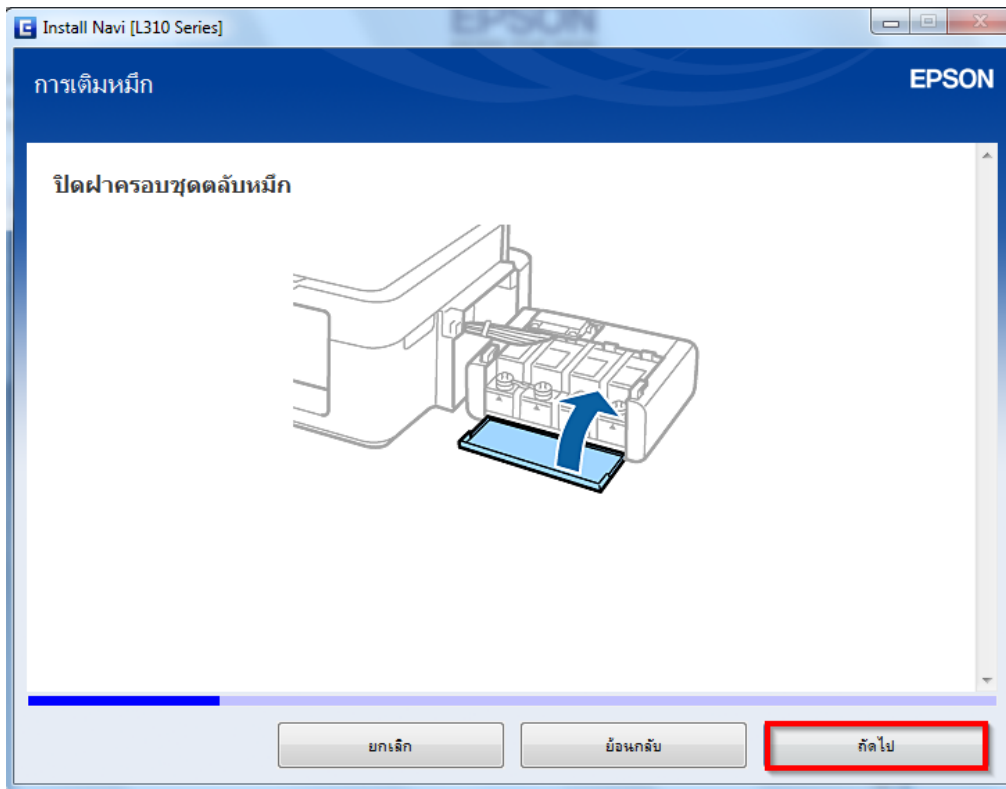 Install Navi [L310 Series]
การเติมหมึก
EPSON
ปิดฝาครอบชุดตลับหมึก
ยกเลิก
ย้อนกลับ
ถัดไป